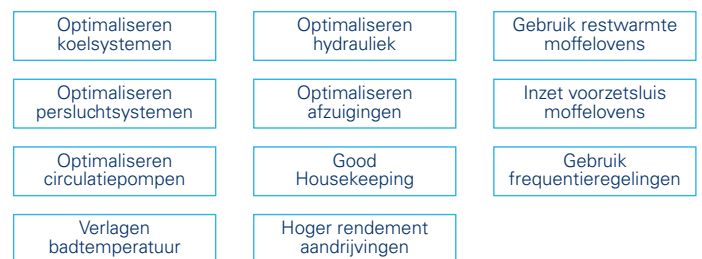 Optimaliseren
koelsystemen
Optimaliseren
hydrauliek
Gebruik restwarmte
moffelovens
Optimaliseren
persluchtsystemen
Optimaliseren
afzuigingen
Inzet voorzetsluis
moffelovens
Optimaliseren
circulatiepompen
Good
Housekeeping
Gebruik
frequentieregelingen
Verlagen
badtemperatuur
Hoger rendement
aandrijvingen